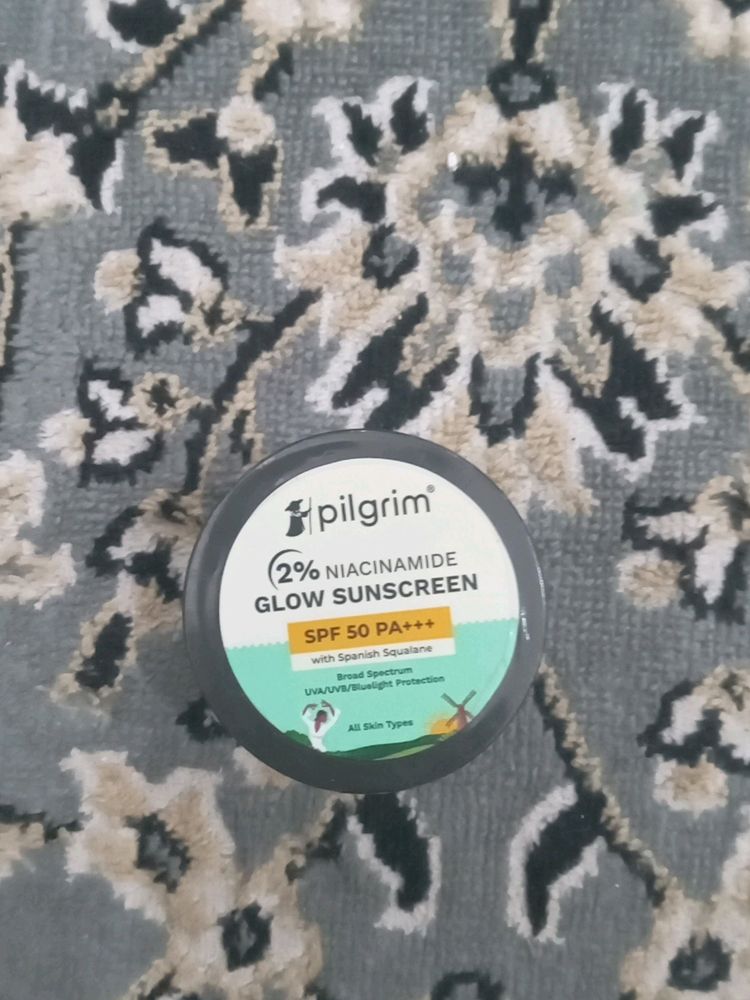 pilgrim®
2% NIACINAMIDE
GLOW SUNSCREEN
SPF 50 PA+++
with Spanish Squalane
Broad Spectrum
UVA/UVB/Bluelight Protection
All Skin Types